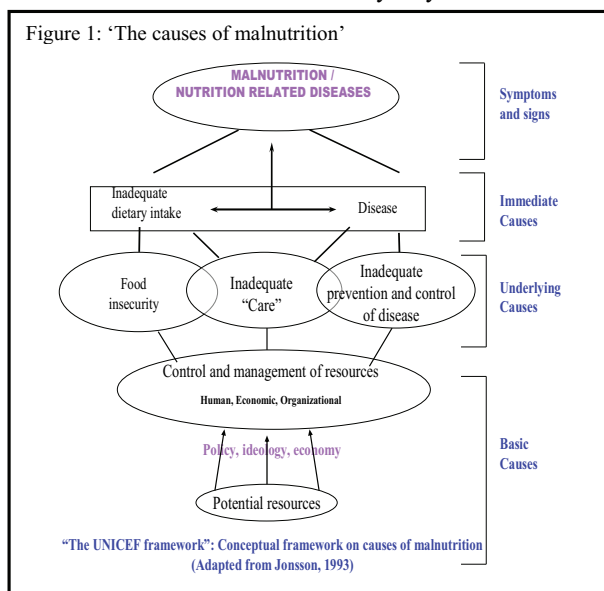 Figure 1: ‘The causes of malnutrition’
MALNUTRITION /
NUTRITION RELATED DISEASES
Symptoms
and signs
Inadequate
dietary intake
Disease
Immediate
Causes
Food
insecurity
Inadequate
“Care”
Inadequate
prevention and control
of disease
Underlying
Causes
Control and management of resources
Human, Economic, Organizational
Policy, ideology, economy
Potential resources
Basic
Causes
“The UNICEF framework”: Conceptual framework on causes of malnutrition
(Adapted from Jonsson, 1993)